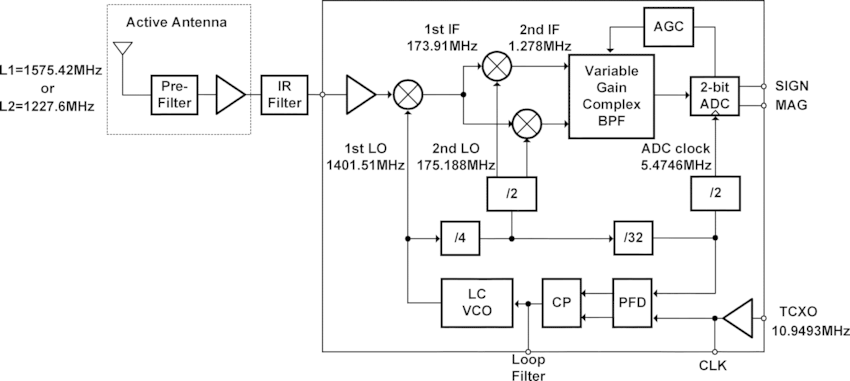 Active Antenna
L1=1575.42MHz
or
L2=1227.6MHz
Pre-
Filter
IR
Filter
1st IF
173.91MHz
2nd IF
1.278MHz
AGC
Variable
Gain
Complex
BPF
2-bit
ADC
SIGN
MAG
1st LO
1401.51MHz
2nd LO
175.188MHz
ADC clock
5.4746MHz
/2
/2
/4
/32
LC
VCO
CP
PFD
TCXO
10.9493MHz
Loop
Filter
CLK